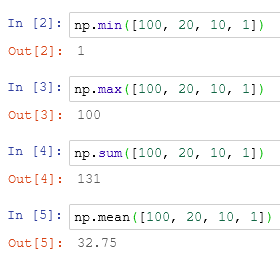 In [2]: np.min([100, 20, 10, 1])
Out[2]: 1
In [3]: np.max([100, 20, 10, 1])
Out[3]: 100
In [4]: np.sum([100, 20, 10, 1])
Out[4]: 131
In [5]: np.mean([100, 20, 10, 1])
Out[5]: 32.75